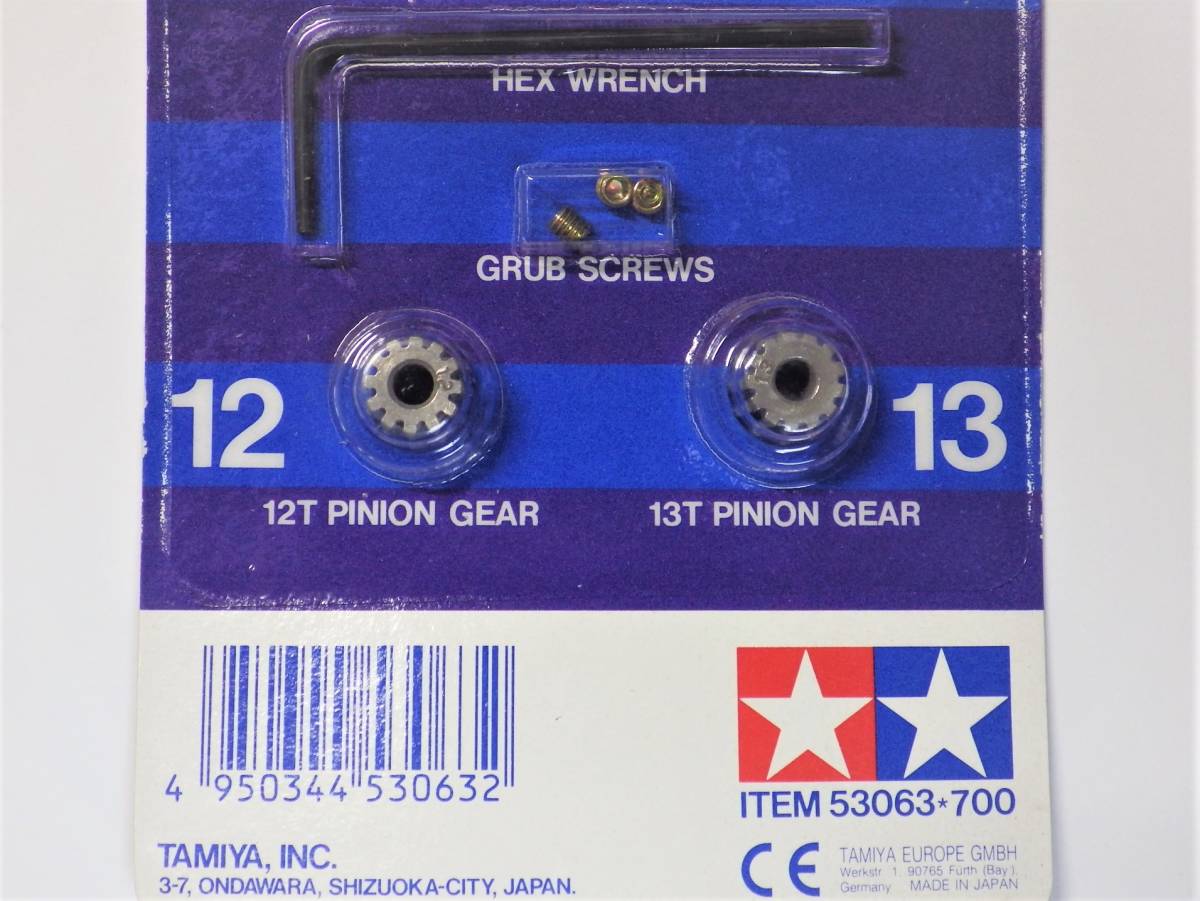 HEX WRENCH
GRUB SCREWS
12
13
12
13
12T PINION GEAR
13T PINION GEAR
4 950344 530632
ITEM 53063*700
TAMIYA, INC.
3-7, ONDAWARA, SHIZUOKA-CITY, JAPAN.
CE
TAMIYA EUROPE GMBH
Werkstr 1. 90765 Fürth (Bay).
Germany MADE IN JAPAN